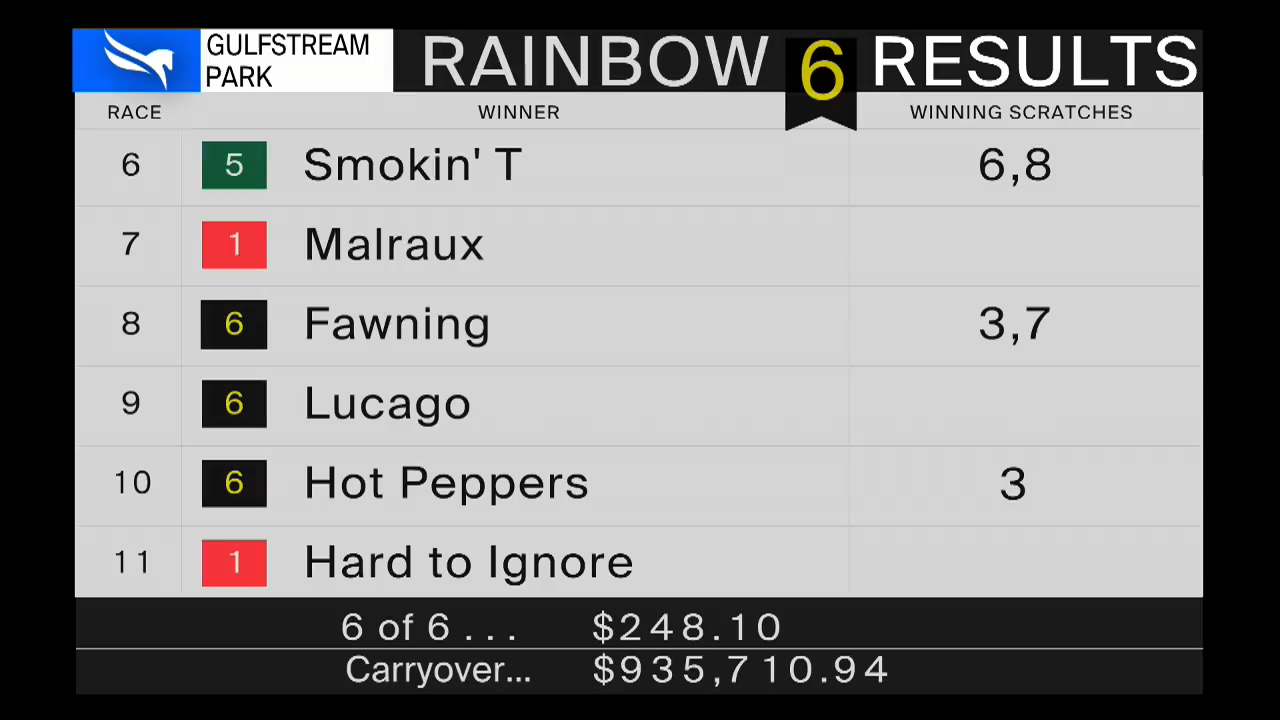 GULFSTREAM
PARK
RAINBOW 6 RESULTS
RACE WINNER WINNING SCRATCHES
6 5 Smokin' T 6,8
7 1 Malraux
8 6 Fawning 3,7
9 6 Lucago
10 6 Hot Peppers 3
11 1 Hard to Ignore
6 of 6 . . . $248.10
Carryover... $935,710.94